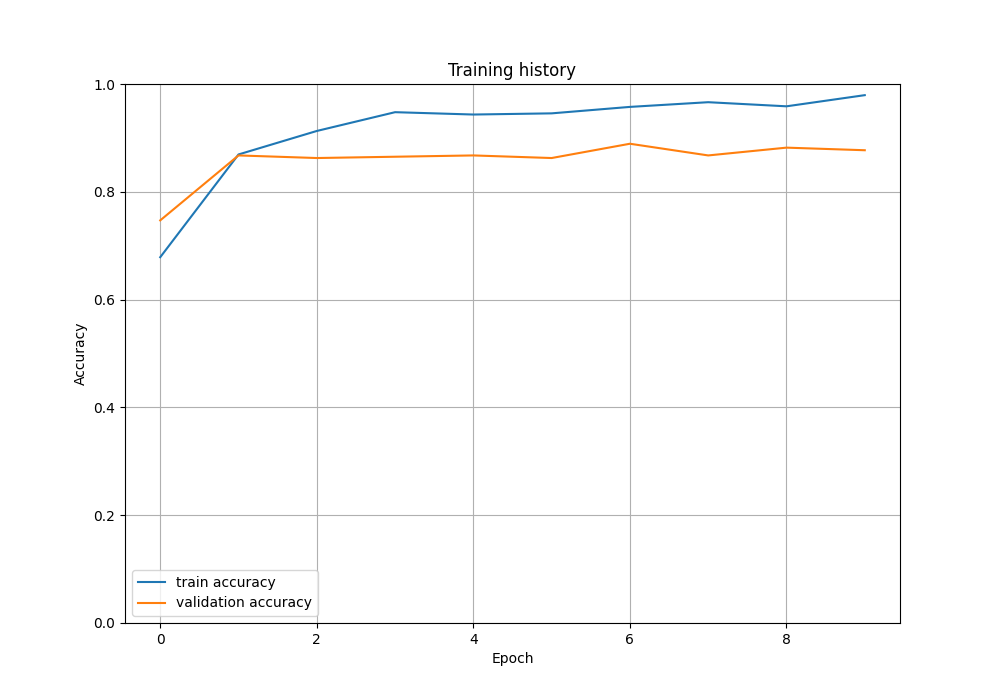 Training history
1.0
0.8
0.6
0.4
0.2
0.0
Accuracy
train accuracy
validation accuracy
0 2 4 6 8
Epoch